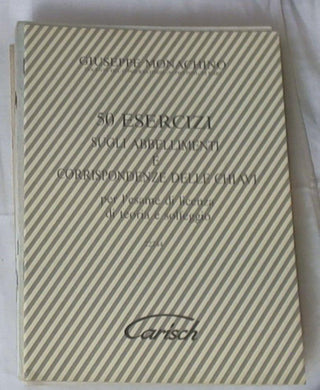 GIUSEPPE MONACHINO
50 ESERCIZI
SUGLI ABBELLIMENTI
E
CORRISPONDENZE DELLE CHIAVI
per l'esame di licenza
di teoria e solfeggio
Carisch